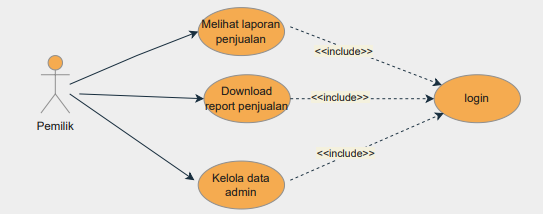 Melihat laporan
penjualan
<<include>>
Download
report penjualan
<<include>>
login
Pemilik
<<include>>
Kelola data
admin